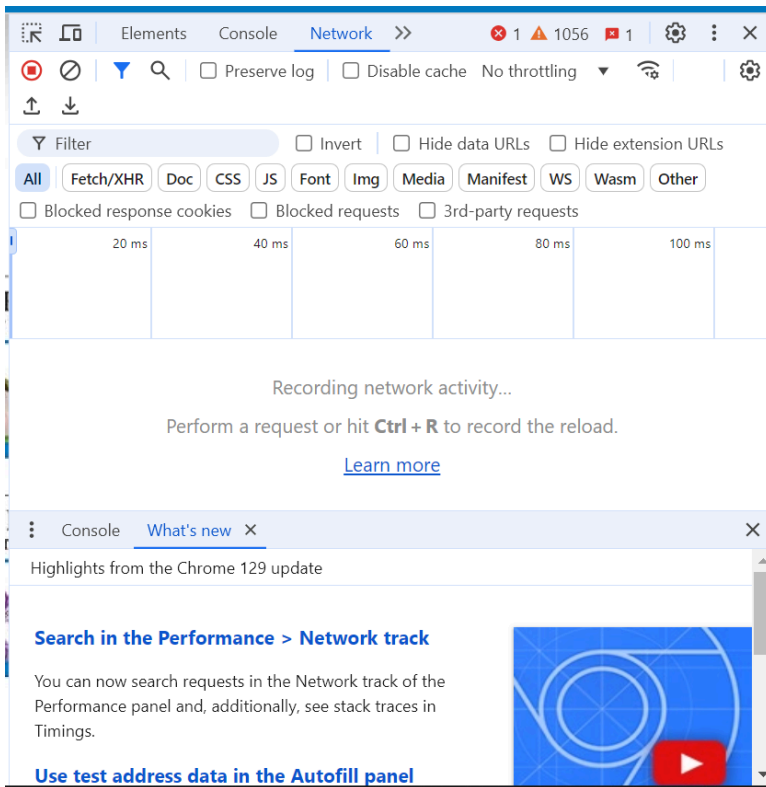 Elements Console Network 1 1056 1
Preserve log Disable cache No throttling
Filter Invert Hide data URLs Hide extension URLs
All Fetch/XHR Doc CSS JS Font Img Media Manifest WS Wasm Other
Blocked response cookies Blocked requests 3rd-party requests
20 ms 40 ms 60 ms 80 ms 100 ms
Recording network activity...
Perform a request or hit Ctrl + R to record the reload.
Learn more
Console What's new
Highlights from the Chrome 129 update
Search in the Performance > Network track
You can now search requests in the Network track of the
Performance panel and, additionally, see stack traces in
Timings.
Use test address data in the Autofill panel